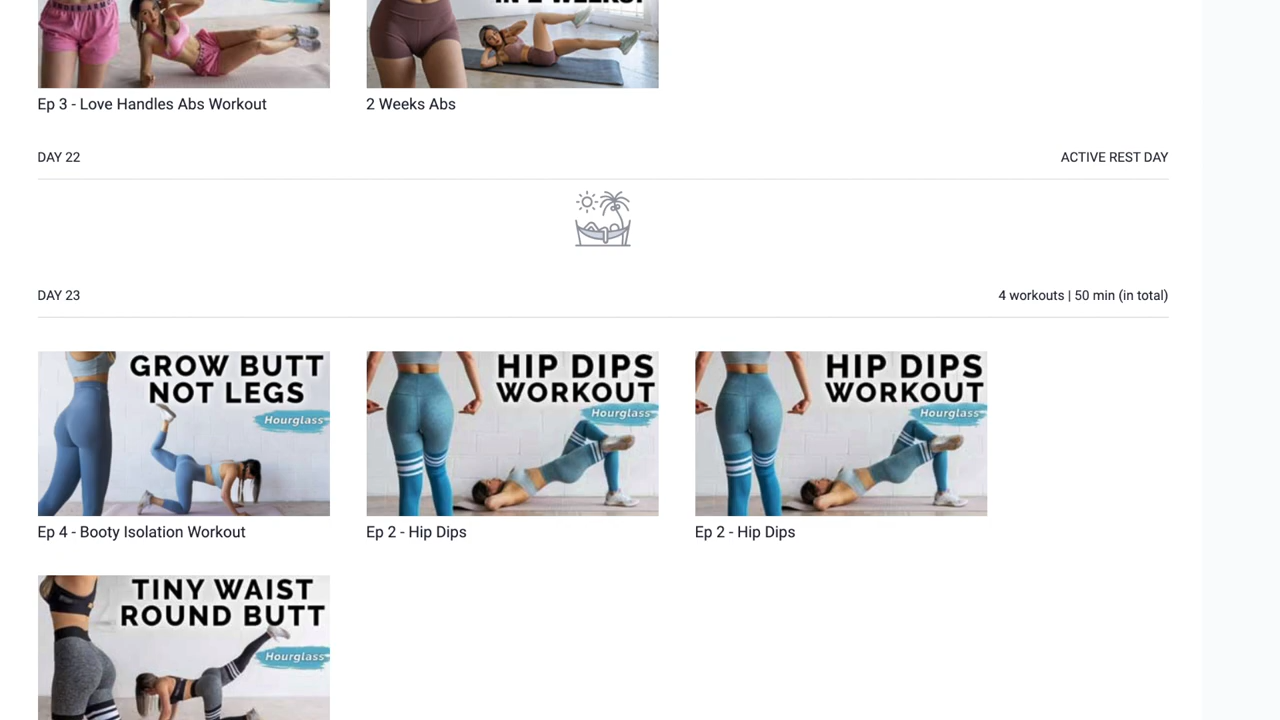 Ep 3 - Love Handles Abs Workout
2 Weeks Abs
DAY 22
ACTIVE REST DAY
DAY 23
4 workouts | 50 min (in total)
GROW BUTT
NOT LEGS
Hourglass
HIP DIPS
WORKOUT
Hourglass
HIP DIPS
WORKOUT
Hourglass
Ep 4 - Booty Isolation Workout
Ep 2 - Hip Dips
Ep 2 - Hip Dips
TINY WAIST
ROUND BUTT
Hourglass